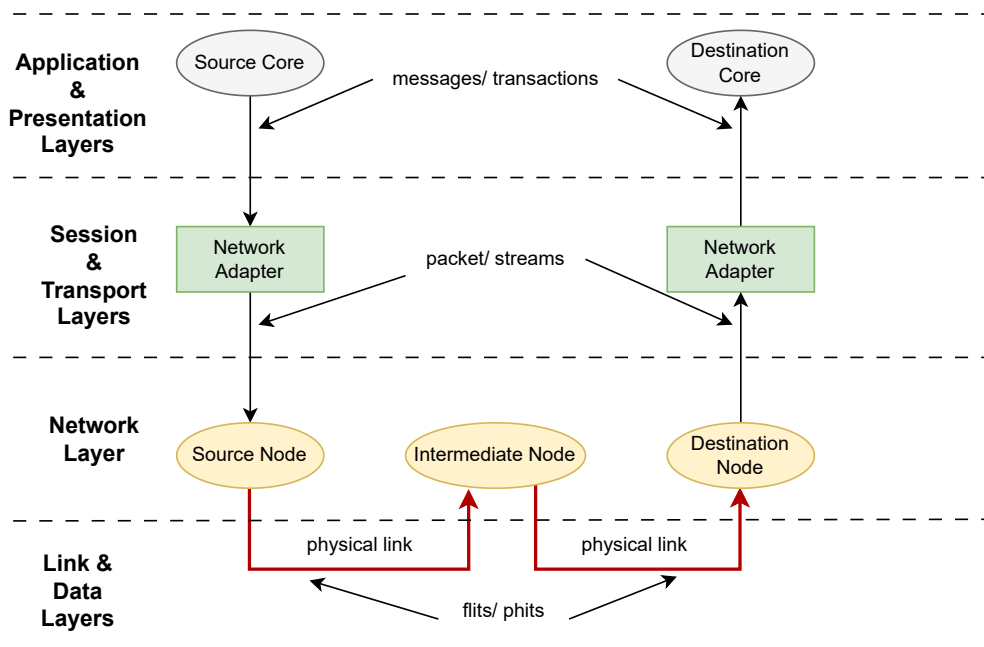 Application
&
Presentation
Layers
Source Core
messages/ transactions
Destination
Core
Session
&
Transport
Layers
Network
Adapter
packet/ streams
Network
Adapter
Network
Layer
Source Node
Intermediate Node
Destination
Node
Link &
Data
Layers
physical link
physical link
flits/ phits